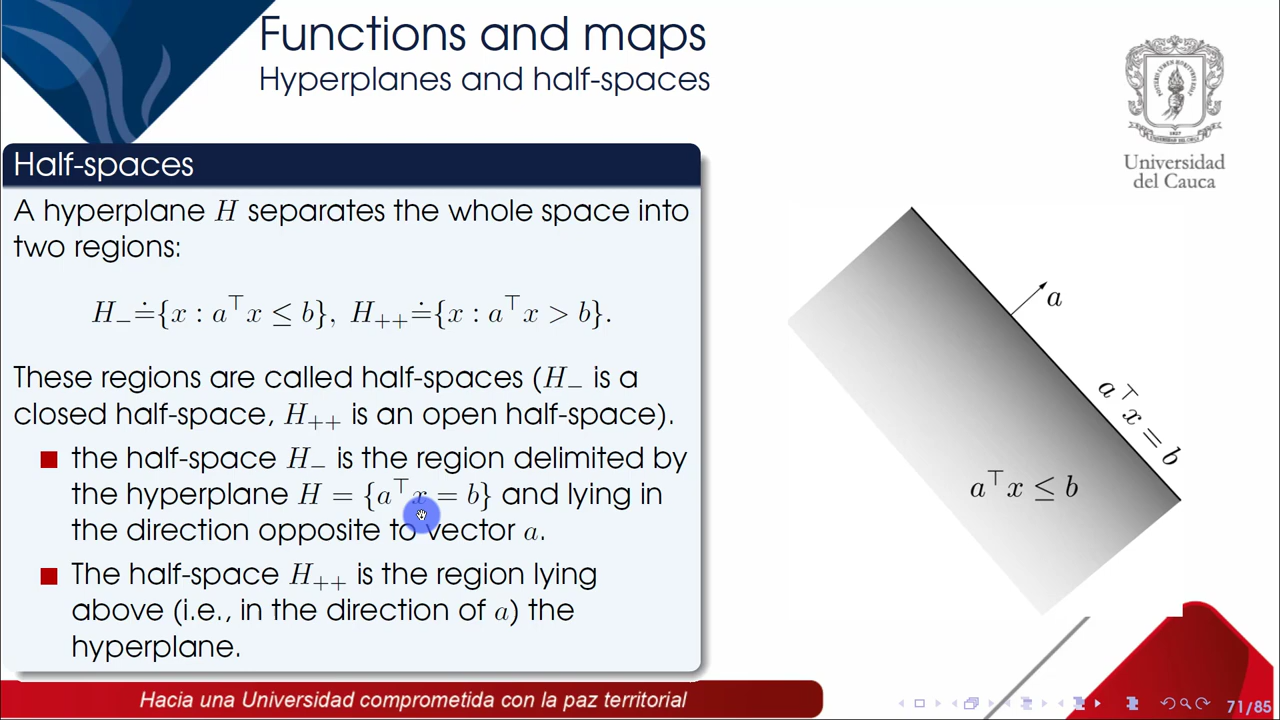 Functions and maps
Hyperplanes and half-spaces
Universidad
del Cauca
Half-spaces
A hyperplane H separates the whole space into
two regions:
H₋ ≐ {x : a^⊤ x ≤ b}, H₊₊ ≐ {x : a^⊤ x > b}.
These regions are called half-spaces (H₋ is a
closed half-space, H₊₊ is an open half-space).
■ the half-space H₋ is the region delimited by
the hyperplane H = {a^⊤ x = b} and lying in
the direction opposite to vector a.
■ The half-space H₊₊ is the region lying
above (i.e., in the direction of a) the
hyperplane.
a
a^⊤ x = b
a^⊤ x ≤ b
Hacia una Universidad comprometida con la paz territorial
71/85